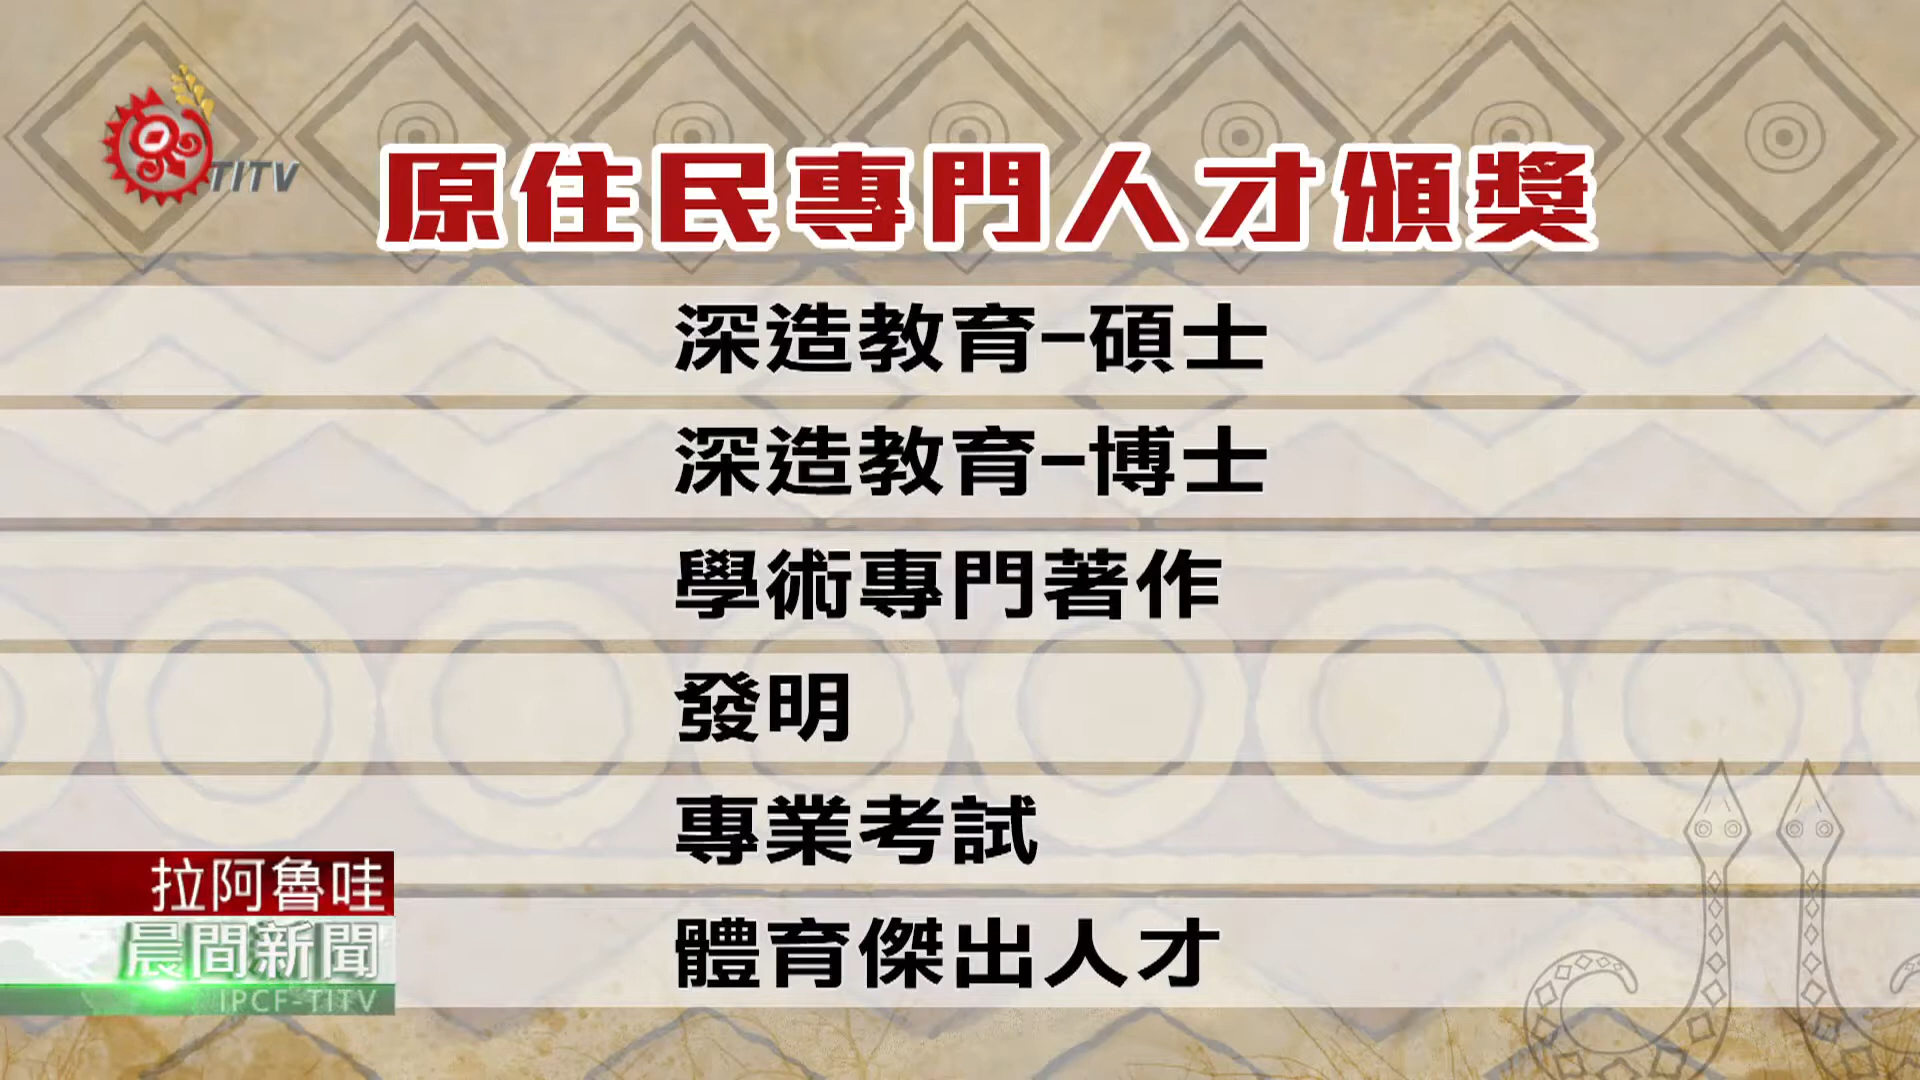 TITV
原住民專門人才頒獎
深造教育-碩士
深造教育-博士
學術專門著作
發明
專業考試
體育傑出人才
拉阿魯哇
晨間新聞
IPCF-TITV